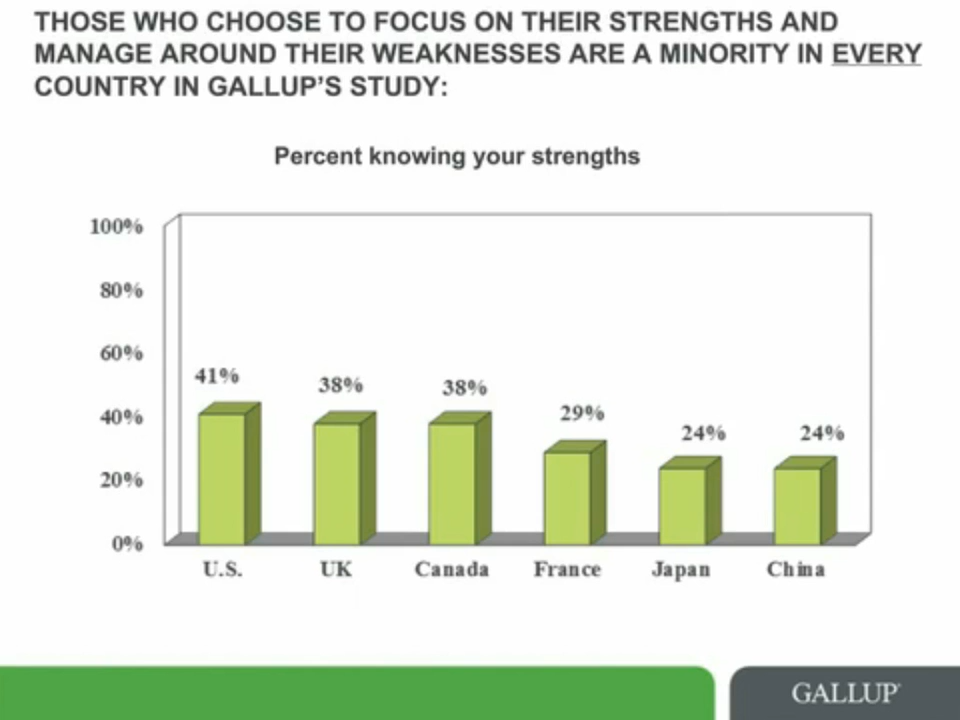 THOSE WHO CHOOSE TO FOCUS ON THEIR STRENGTHS AND
MANAGE AROUND THEIR WEAKNESSES ARE A MINORITY IN EVERY
COUNTRY IN GALLUP'S STUDY:
Percent knowing your strengths
100%
80%
60%
40%
20%
0%
41%
38%
38%
29%
24%
24%
U.S.
UK
Canada
France
Japan
China
GALLUP®